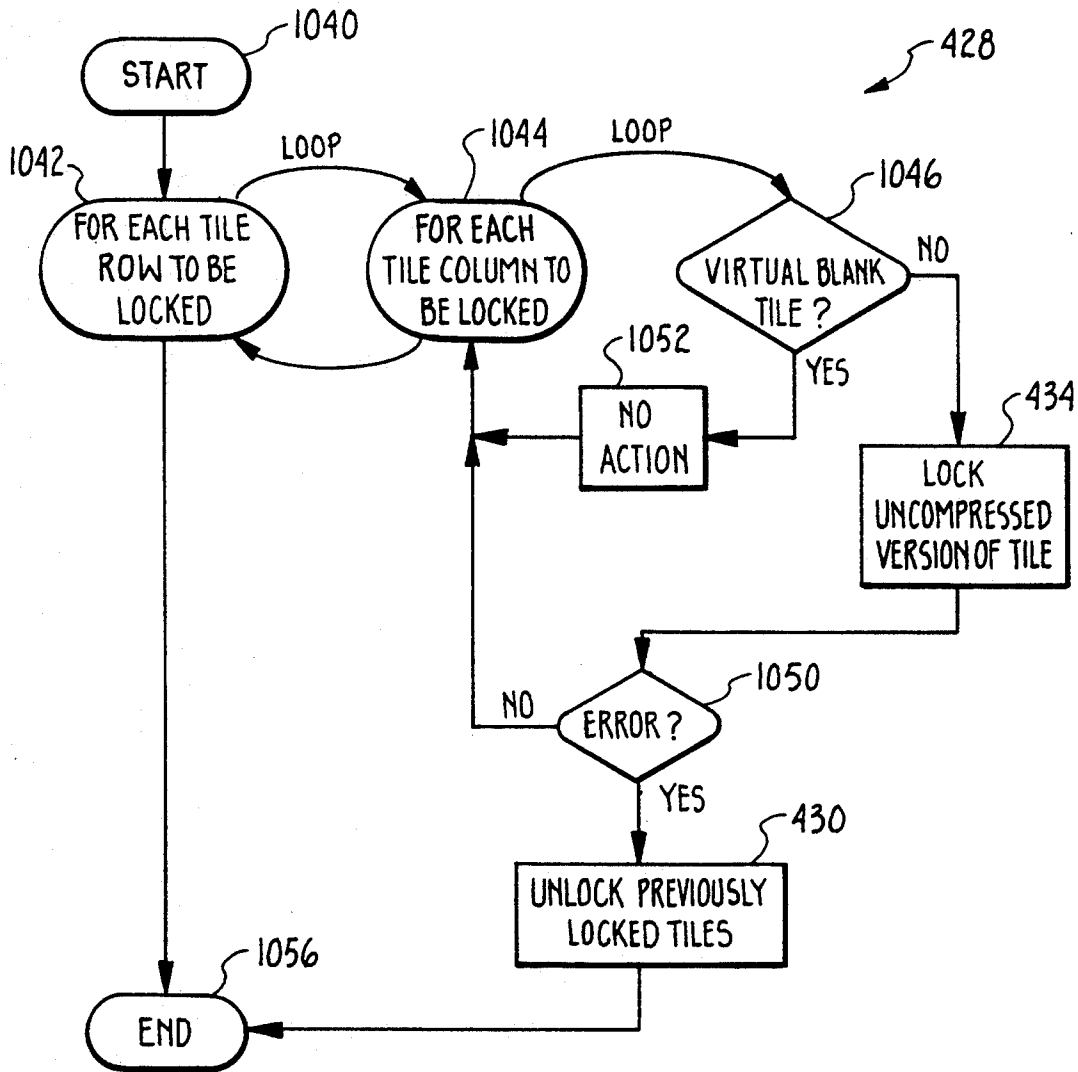 1040
START
428
1042
LOOP
1044
LOOP
1046
FOR EACH TILE
ROW TO BE
LOCKED
FOR EACH
TILE COLUMN TO
BE LOCKED
VIRTUAL BLANK
TILE ?
NO
YES
1052
NO
ACTION
434
LOCK
UNCOMPRESSED
VERSION OF TILE
1050
NO
ERROR ?
YES
430
UNLOCK PREVIOUSLY
LOCKED TILES
1056
END